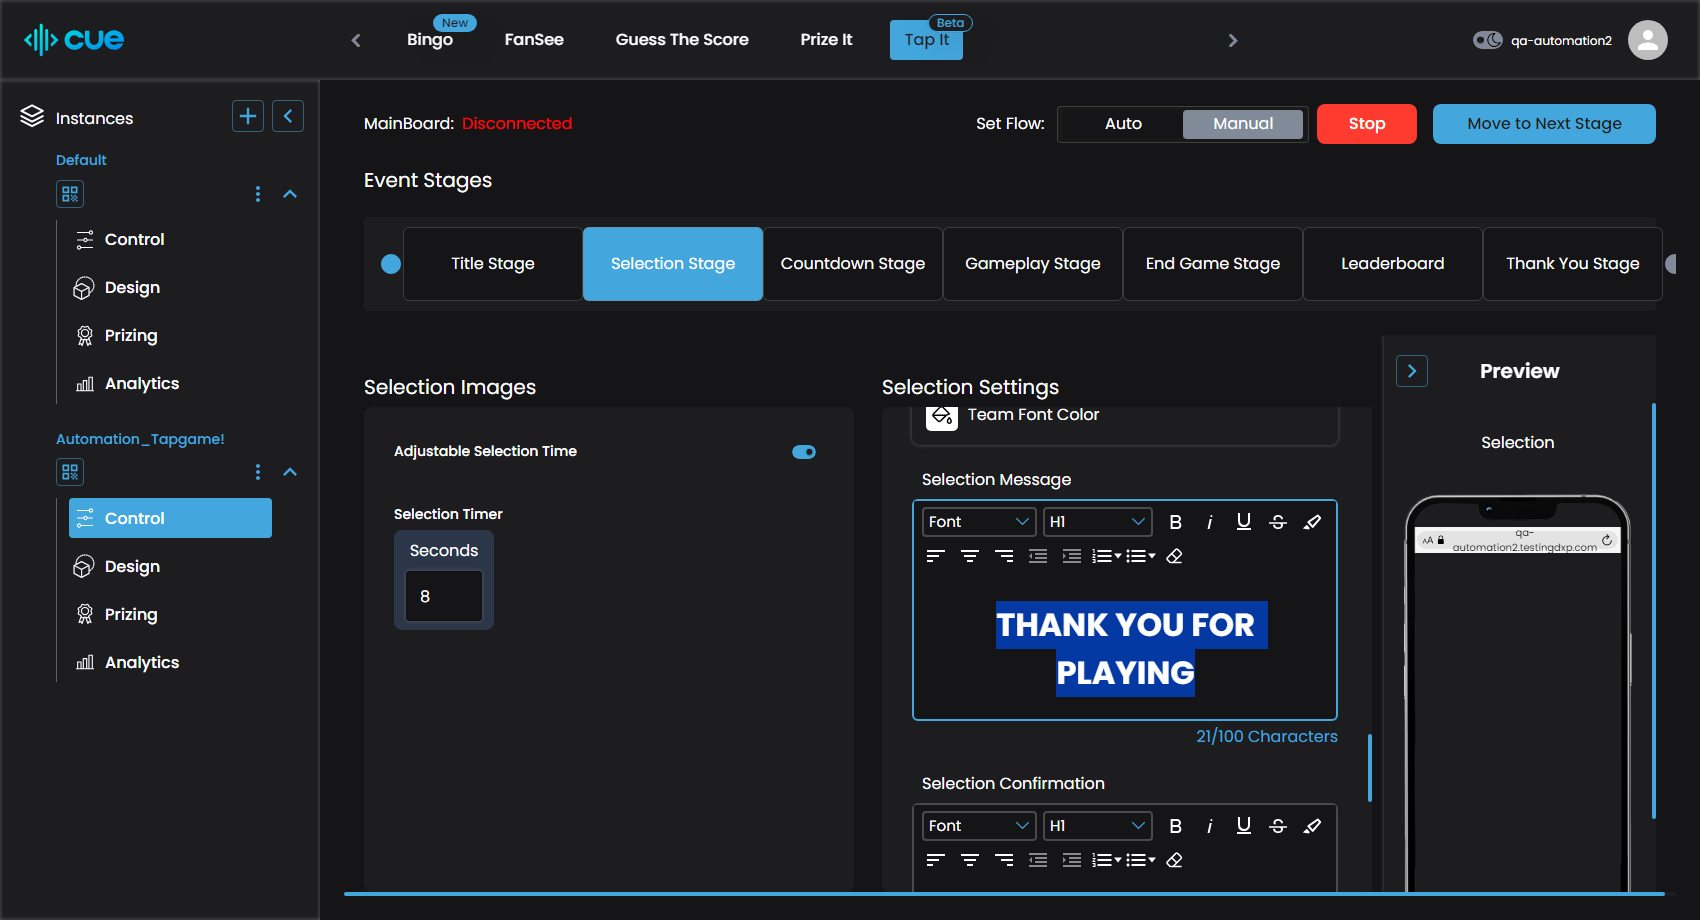 cue
Bingo
New
FanSee
Guess The Score
Prize It
Tap It
Beta
qa-automation2
Instances
Default
Control
Design
Prizing
Analytics
Automation_Tapgame!
Control
Design
Prizing
Analytics
MainBoard: Disconnected
Set Flow:
Auto
Manual
Stop
Move to Next Stage
Event Stages
Title Stage
Selection Stage
Countdown Stage
Gameplay Stage
End Game Stage
Leaderboard
Thank You Stage
Selection Images
Adjustable Selection Time
Selection Timer
Seconds
8
Selection Settings
Team Font Color
Selection Message
Font
H1
B
i
U
S
THANK YOU FOR
PLAYING
21/100 Characters
Selection Confirmation
Font
H1
B
i
U
S
Preview
Selection
AA
qa-
automation2.testingdxp.com